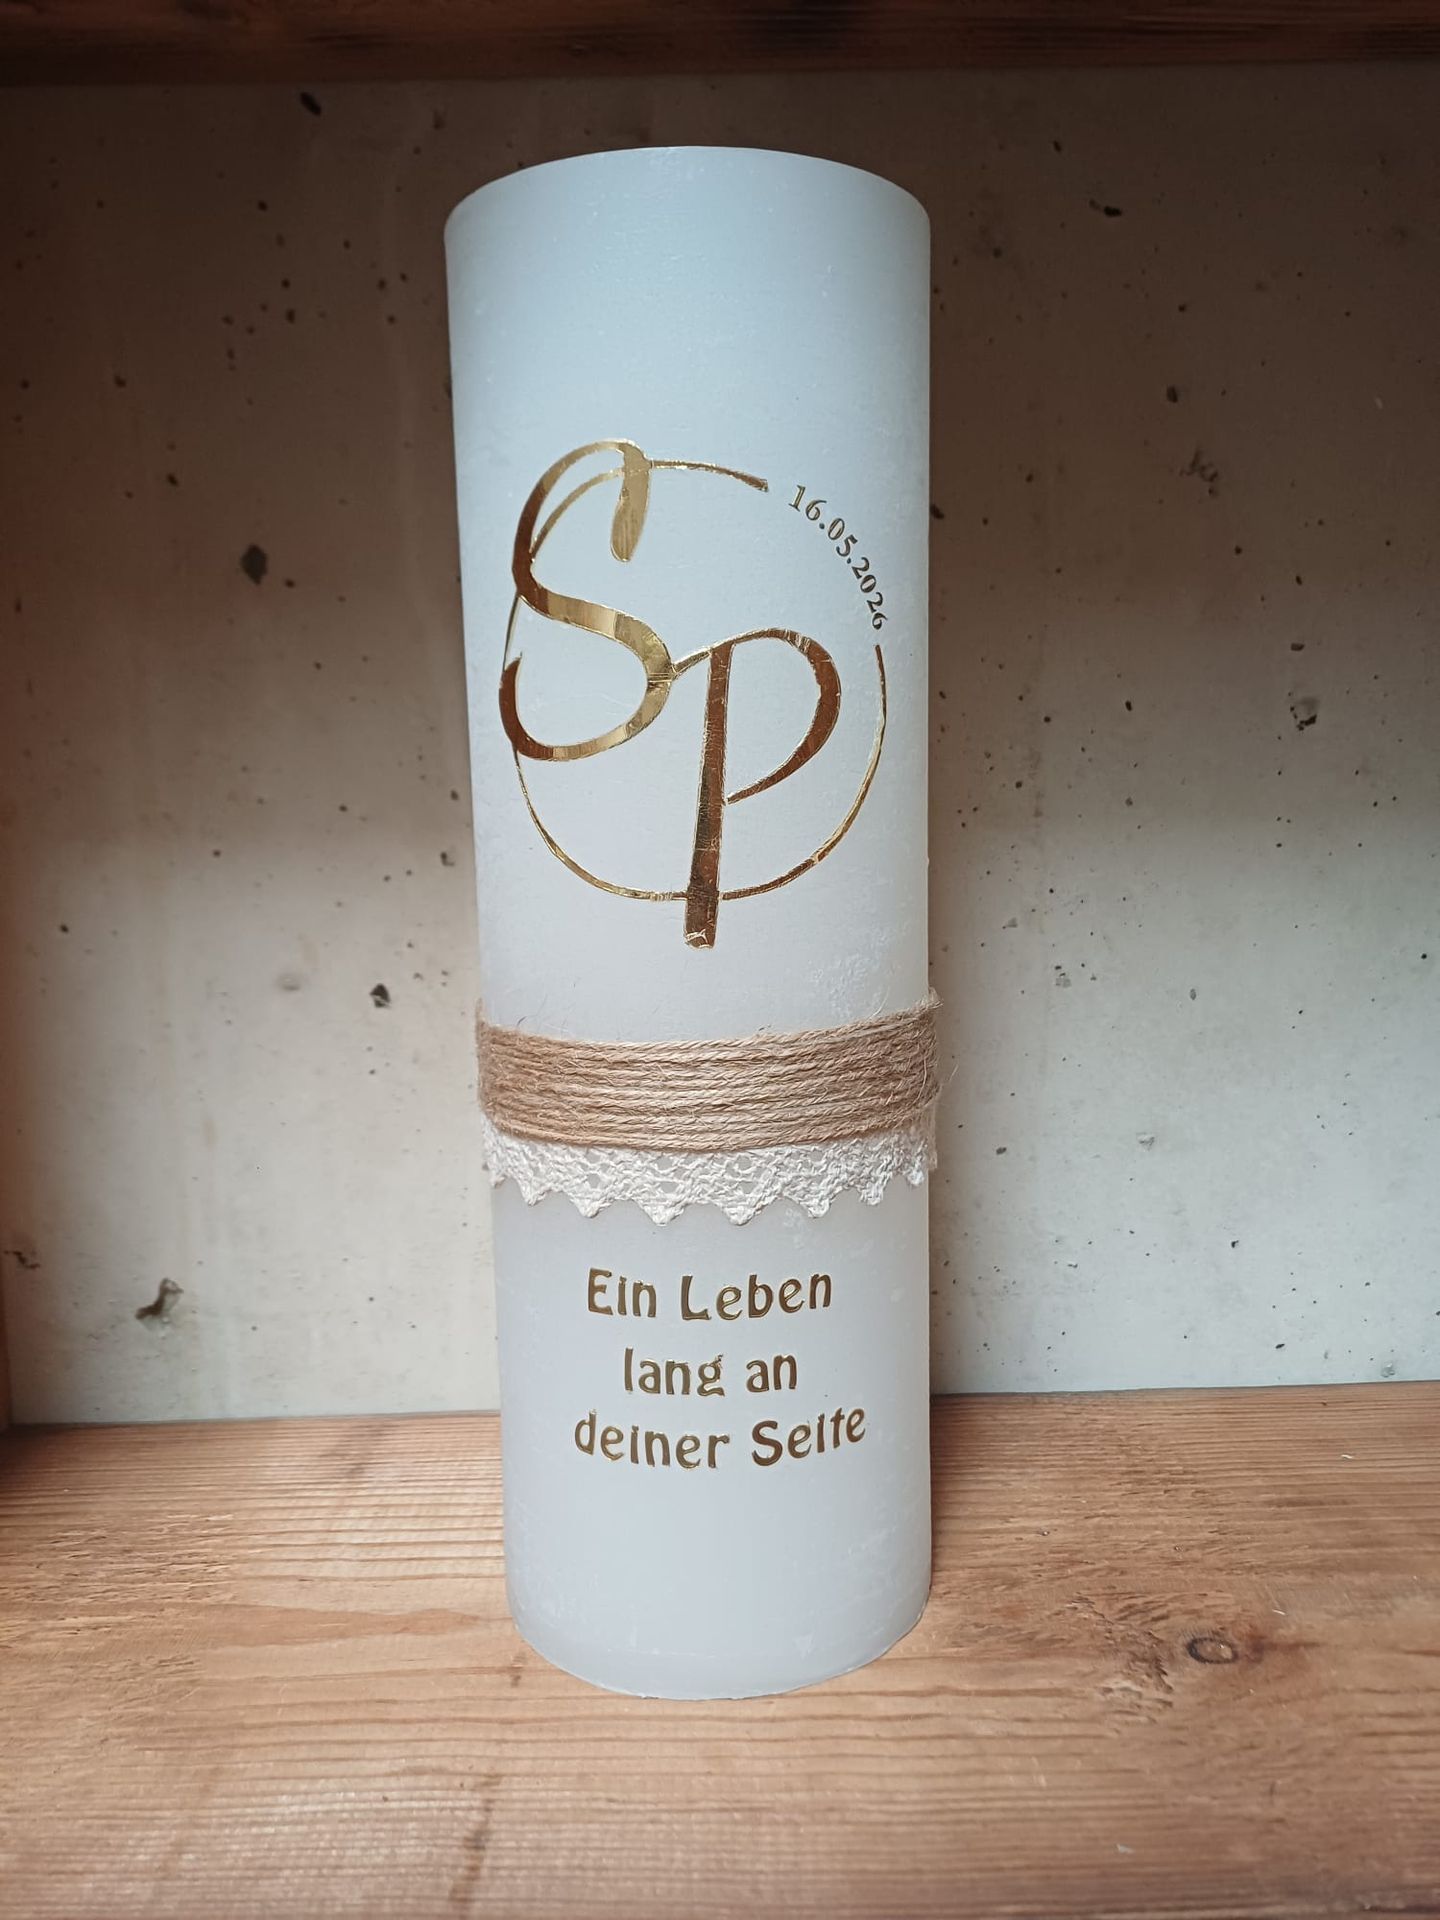 SP
16.05.2026
Ein Leben
lang an
deiner Seite